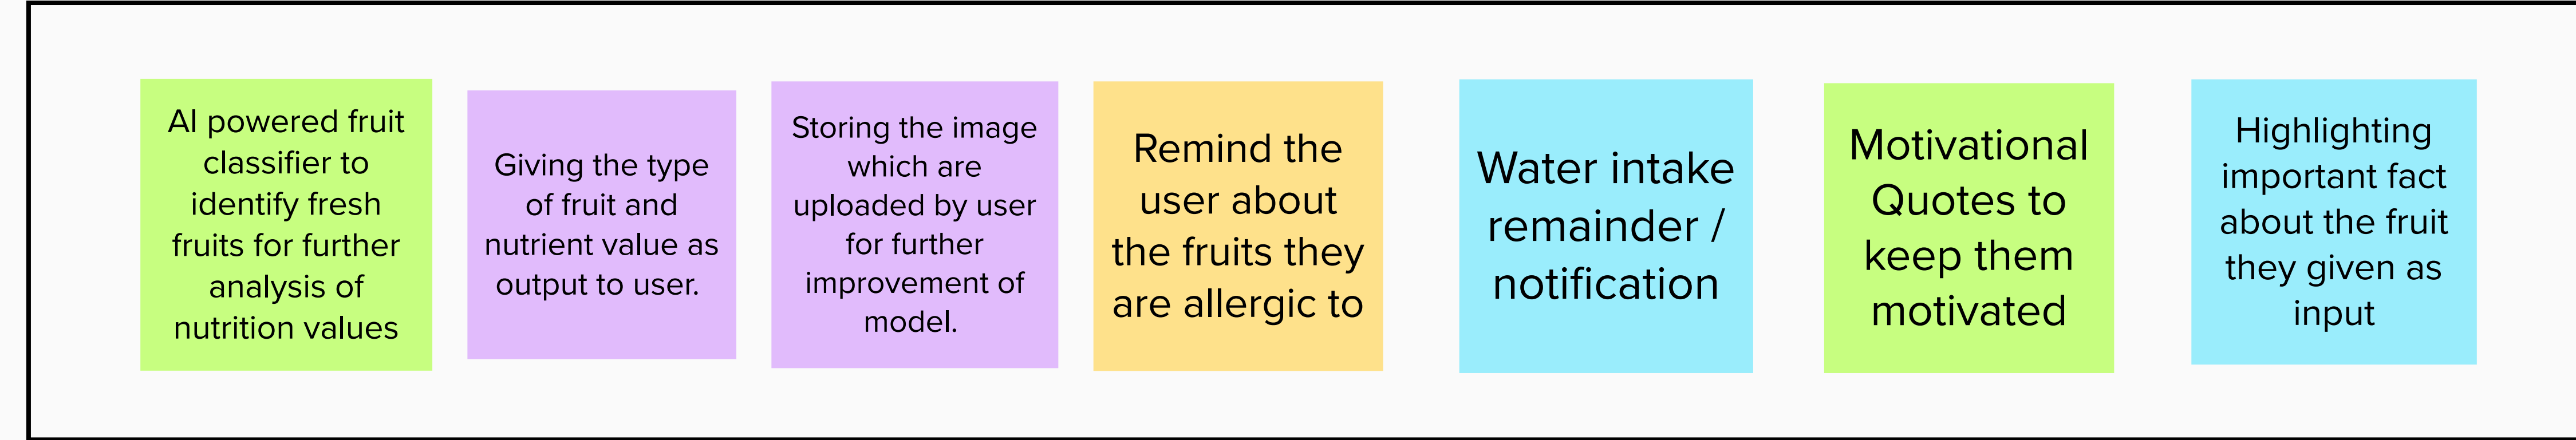 AI powered fruit
classifier to
identify fresh
fruits for further
analysis of
nutrition values
Giving the type
of fruit and
nutrient value as
output to user.
Storing the image
which are
uploaded by user
for further
improvement of
model.
Remind the
user about
the fruits they
are allergic to
Water intake
remainder /
notification
Motivational
Quotes to
keep them
motivated
Highlighting
important fact
about the fruit
they given as
input